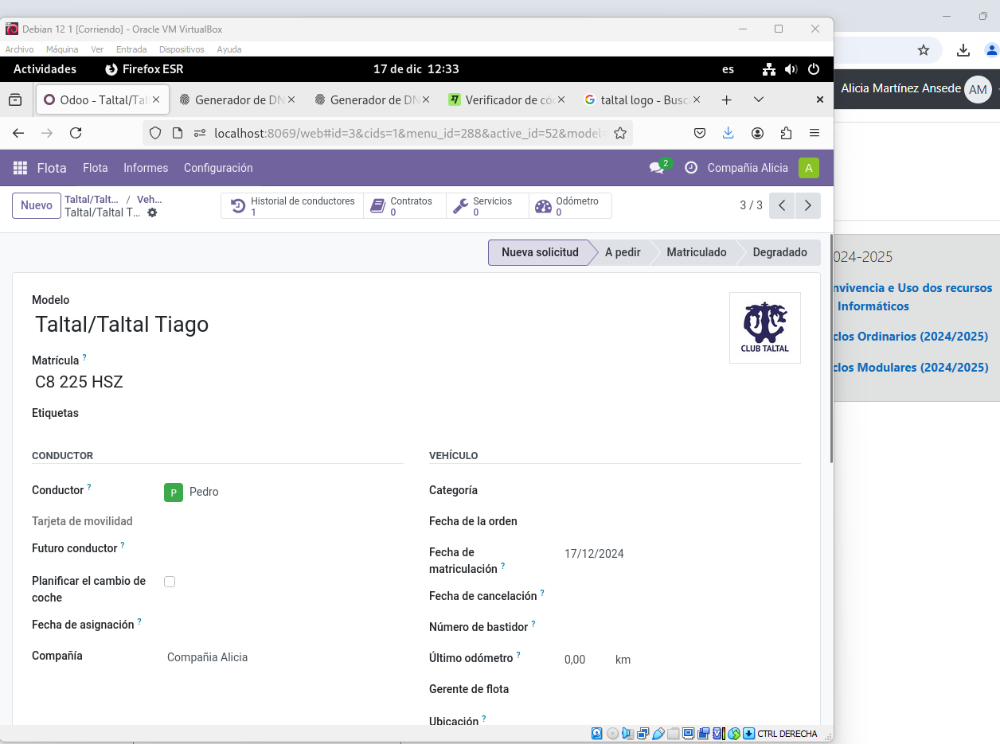 Debian 12 1 [Corriendo] - Oracle VM VirtualBox
Archivo Máquina Ver Entrada Dispositivos Ayuda
Actividades Firefox ESR 17 de dic 12:33 es
Odoo - Taltal/Tal Generador de DN Generador de DN Verificador de cóc taltal logo - Busca
localhost:8069/web#id=3&cids=1&menu_id=288&active_id=52&model=
Alicia Martínez Ansede AM
Flota Flota Informes Configuración 2 Compañia Alicia A
Nuevo
Taltal/Talt... / Veh...
Taltal/Taltal T...
Historial de conductores
1
Contratos
0
Servicios
0
Odómetro
0
3 / 3
Nueva solicitud A pedir Matriculado Degradado
Modelo
Taltal/Taltal Tiago
CLUB TALTAL
Matrícula ?
C8 225 HSZ
Etiquetas
CONDUCTOR
Conductor ? P Pedro
Tarjeta de movilidad
Futuro conductor ?
Planificar el cambio de
coche
Fecha de asignación ?
Compañía Compañia Alicia
VEHÍCULO
Categoría
Fecha de la orden
Fecha de
matriculación ? 17/12/2024
Fecha de cancelación ?
Número de bastidor ?
Último odómetro ? 0,00 km
Gerente de flota
Ubicación ?
024-2025
nvivencia e Uso dos recursos
Informáticos
clos Ordinarios (2024/2025)
clos Modulares (2024/2025)
CTRL DERECHA